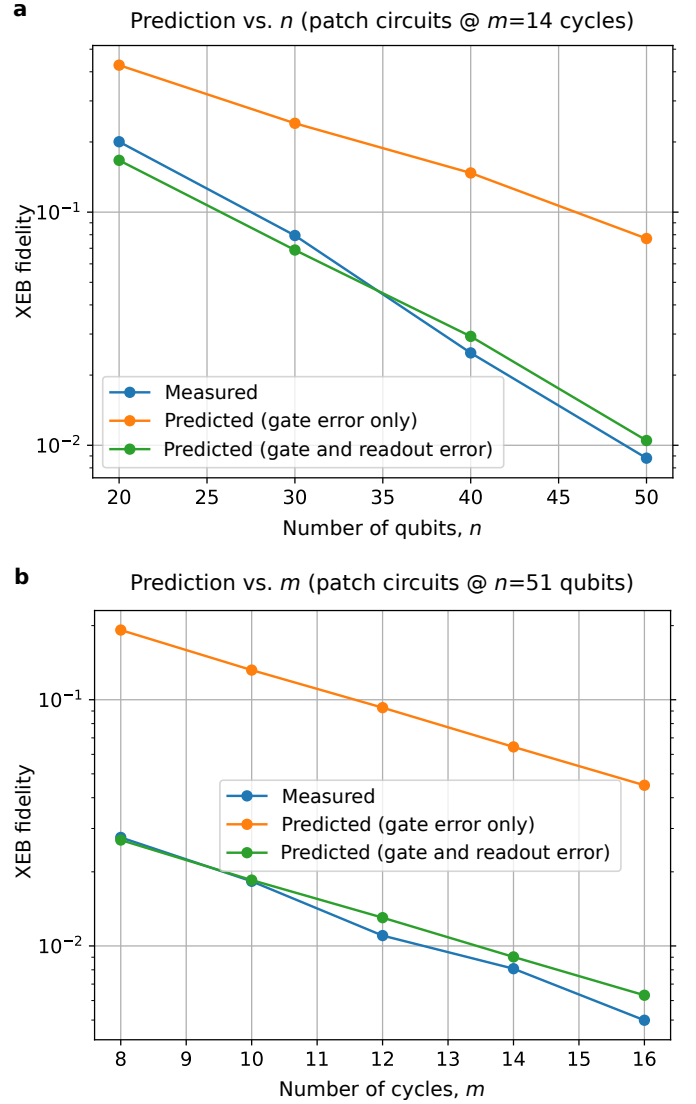 a
Prediction vs. n (patch circuits @ m=14 cycles)
XEB fidelity
10⁻¹
10⁻²
Measured
Predicted (gate error only)
Predicted (gate and readout error)
20 25 30 35 40 45 50
Number of qubits, n
b
Prediction vs. m (patch circuits @ n=51 qubits)
XEB fidelity
10⁻¹
10⁻²
Measured
Predicted (gate error only)
Predicted (gate and readout error)
8 9 10 11 12 13 14 15 16
Number of cycles, m